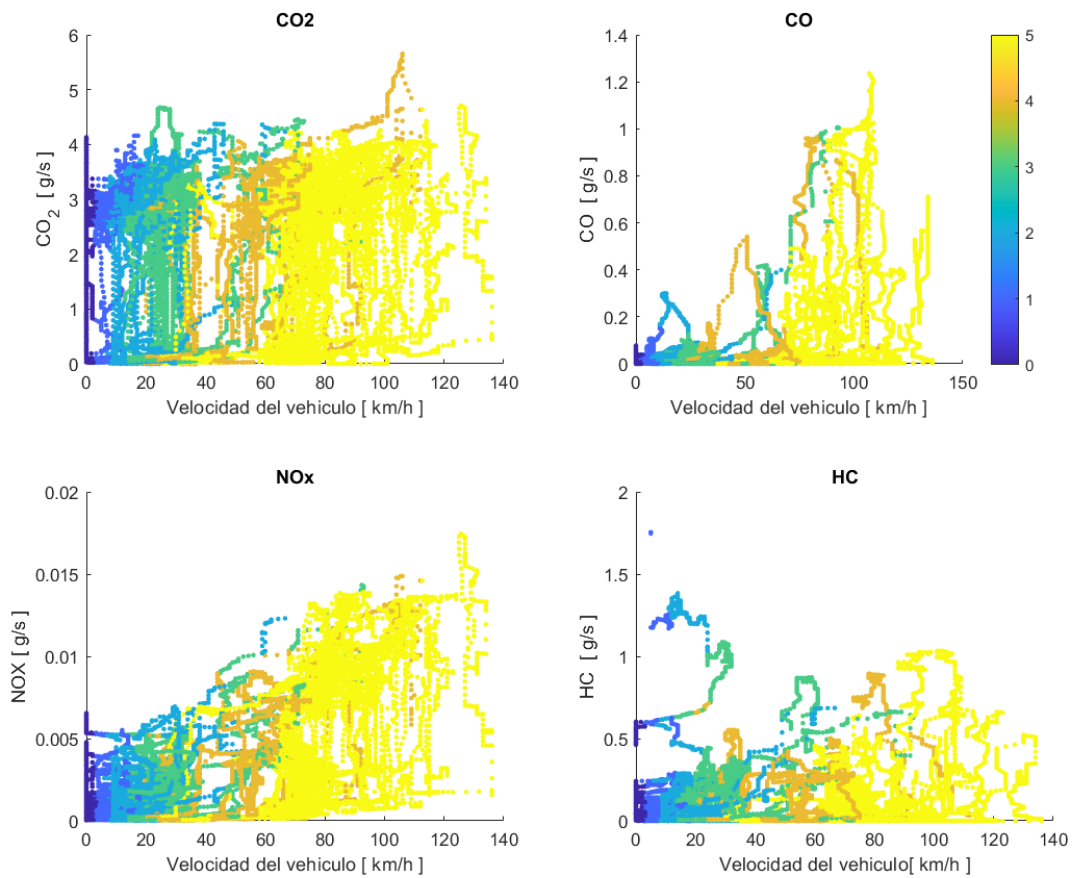 CO2
6
5
4
3
2
1
0
CO₂ [ g/s ]
0 20 40 60 80 100 120 140
Velocidad del vehiculo [ km/h ]
CO
1.4
1.2
1
0.8
0.6
0.4
0.2
0
CO [ g/s ]
0 50 100 150
Velocidad del vehiculo [ km/h ]
5
4
3
2
1
0
NOx
0.02
0.015
0.01
0.005
0
NOX [ g/s ]
0 20 40 60 80 100 120 140
Velocidad del vehiculo [ km/h ]
HC
2
1.5
1
0.5
0
HC [ g/s ]
0 20 40 60 80 100 120 140
Velocidad del vehiculo[ km/h ]